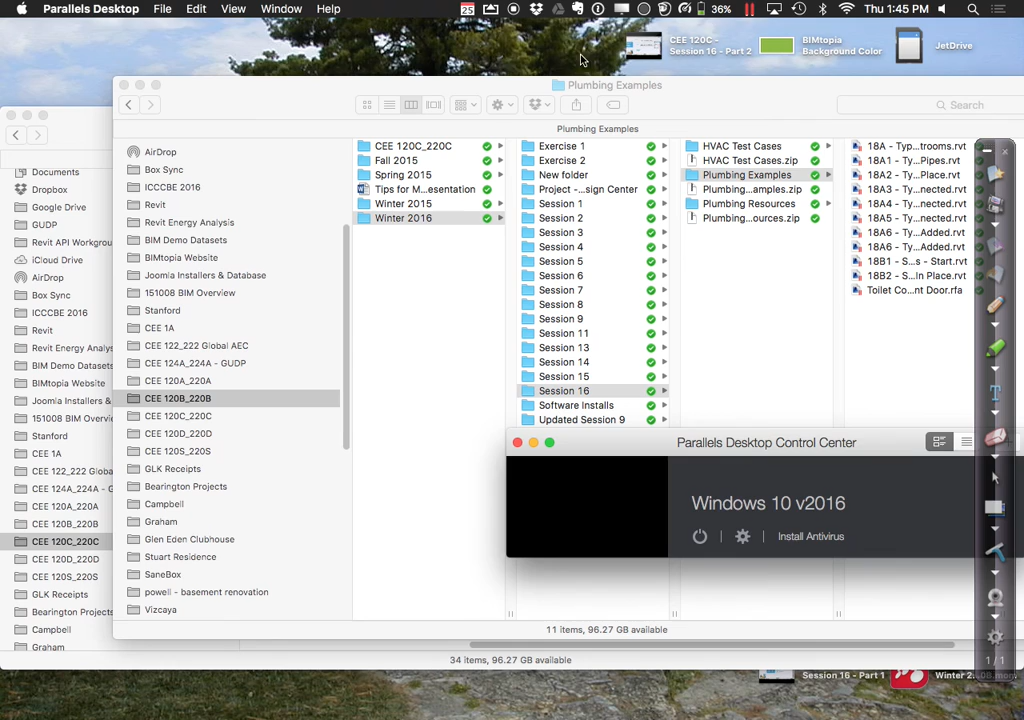 Parallels Desktop File Edit View Window Help 25 36% Thu 1:45 PM
CEE 120C - Session 16 - Part 2
BIMtopia Background Color
JetDrive
Plumbing Examples
Search
Plumbing Examples
Documents
Dropbox
Google Drive
GUDP
Revit API Workgrou
iCloud Drive
AirDrop
Box Sync
ICCCBE 2016
Revit
Revit Energy Analys
BIM Demo Datasets
BIMtopia Website
Joomla Installers &
151008 BIM Overvi
Stanford
CEE 1A
CEE 122_222 Globa
CEE 124A_224A - G
CEE 120A_220A
CEE 120B_220B
CEE 120C_220C
CEE 120D_220D
CEE 120S_220S
GLK Receipts
Bearington Projects
Campbell
Graham
AirDrop
Box Sync
ICCCBE 2016
Revit
Revit Energy Analysis
BIM Demo Datasets
BIMtopia Website
Joomla Installers & Database
151008 BIM Overview
Stanford
CEE 1A
CEE 122_222 Global AEC
CEE 124A_224A - GUDP
CEE 120A_220A
CEE 120B_220B
CEE 120C_220C
CEE 120D_220D
CEE 120S_220S
GLK Receipts
Bearington Projects
Campbell
Graham
Glen Eden Clubhouse
Stuart Residence
SaneBox
powell - basement renovation
Vizcaya
CEE 120C_220C
Fall 2015
Spring 2015
Tips for M...esentation
Winter 2015
Winter 2016
Exercise 1
Exercise 2
New folder
Project -...sign Center
Session 1
Session 2
Session 3
Session 4
Session 5
Session 6
Session 7
Session 8
Session 9
Session 11
Session 13
Session 14
Session 15
Session 16
Software Installs
Updated Session 9
HVAC Test Cases
HVAC Test Cases.zip
Plumbing Examples
Plumbing...amples.zip
Plumbing Resources
Plumbing...ources.zip
18A - Typ...trooms.rvt
18A1 - Ty...Pipes.rvt
18A2 - Ty...Place.rvt
18A3 - Ty...nected.rvt
18A4 - Ty...nected.rvt
18A5 - Ty...nected.rvt
18A6 - Ty...Added.rvt
18A6 - Ty...Added.rvt
18B1 - S...s - Start.rvt
18B2 - S...In Place.rvt
Toilet Co...nt Door.rfa
Parallels Desktop Control Center
Windows 10 v2016
Install Antivirus
11 items, 96.27 GB available
34 items, 96.27 GB available
1 / 1
Session 16 - Part 1